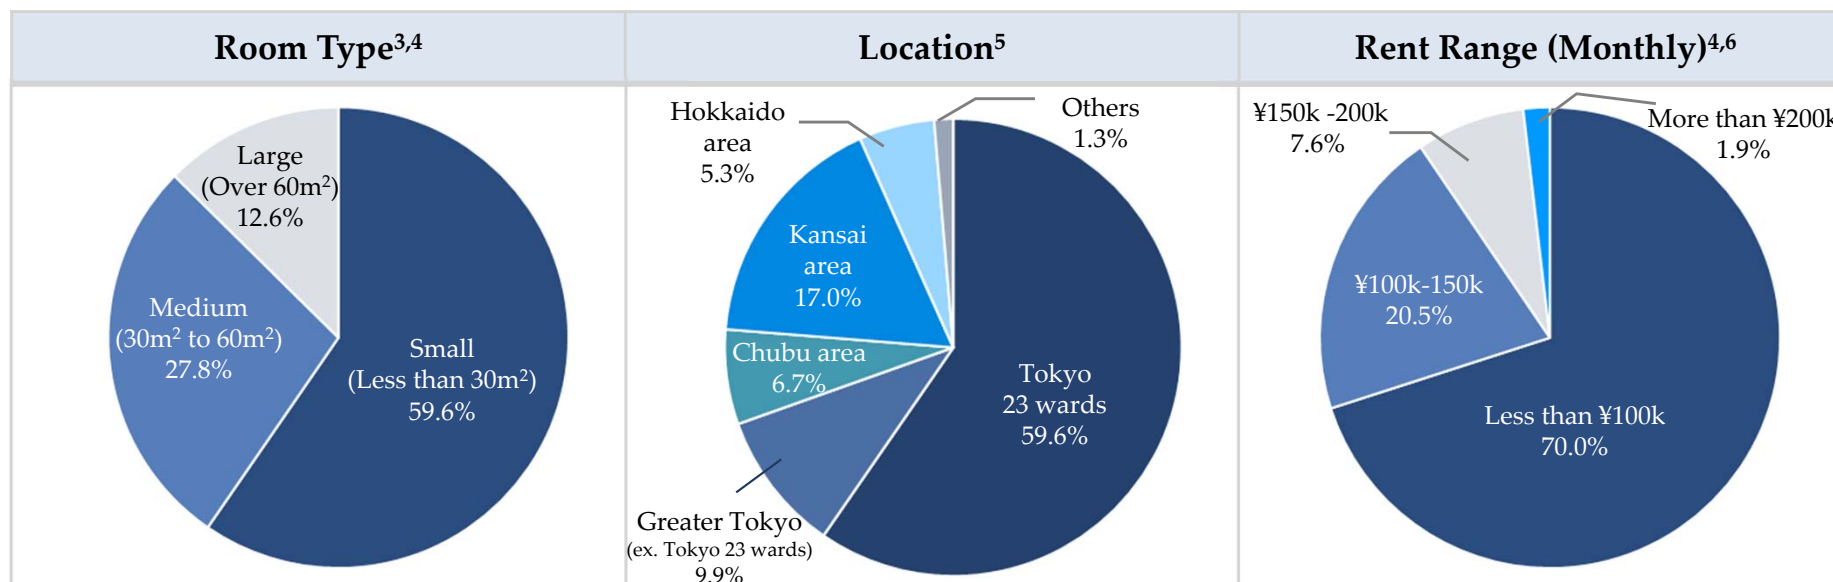 Room Type3,4
Large
(Over 60m2)
12.6%
Medium
(30m2 to 60m2)
27.8%
Small
(Less than 30m2)
59.6%
Location5
Hokkaido
area
5.3%
Others
1.3%
Kansai
area
17.0%
Chubu area
6.7%
Tokyo
23 wards
59.6%
Greater Tokyo
(ex. Tokyo 23 wards)
9.9%
Rent Range (Monthly)4,6
¥150k -200k
7.6%
More than ¥200k
1.9%
¥100k-150k
20.5%
Less than ¥100k
70.0%